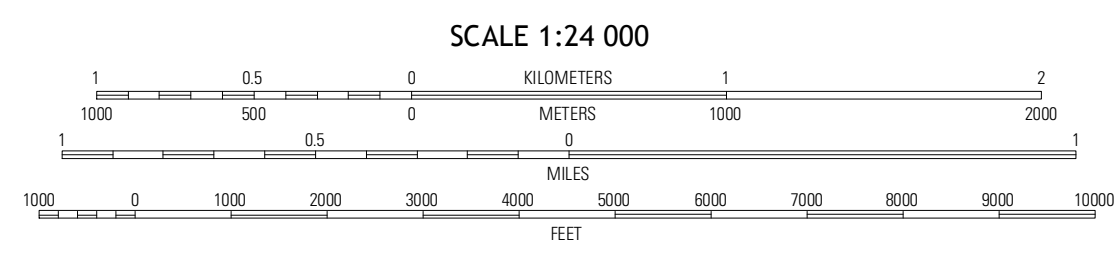 SCALE 1:24 000
1 0.5 0 KILOMETERS 1 2
1000 500 0 METERS 1000 2000
1 0.5 0 1
MILES
1000 0 1000 2000 3000 4000 5000 6000 7000 8000 9000 10000
FEET